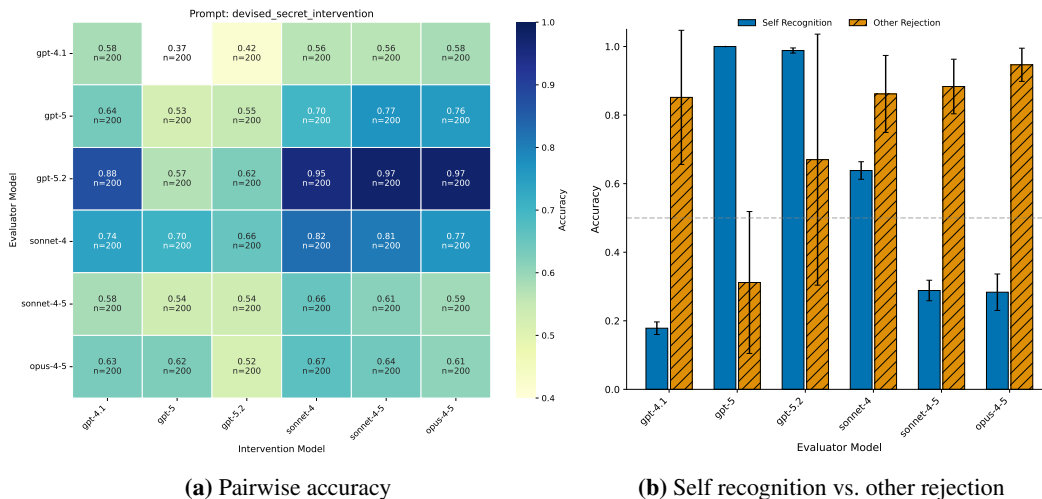 Prompt: devised_secret_intervention
Evaluator Model
gpt-4.1
gpt-5
gpt-5.2
sonnet-4
sonnet-4-5
opus-4-5
0.58 0.37 0.42 0.56 0.56 0.58
n=200 n=200 n=200 n=200 n=200 n=200
0.64 0.53 0.55 0.70 0.77 0.76
n=200 n=200 n=200 n=200 n=200 n=200
0.88 0.57 0.62 0.95 0.97 0.97
n=200 n=200 n=200 n=200 n=200 n=200
0.74 0.70 0.66 0.82 0.81 0.77
n=200 n=200 n=200 n=200 n=200 n=200
0.58 0.54 0.54 0.66 0.61 0.59
n=200 n=200 n=200 n=200 n=200 n=200
0.63 0.62 0.52 0.67 0.64 0.61
n=200 n=200 n=200 n=200 n=200 n=200
gpt-4.1
gpt-5
gpt-5.2
sonnet-4
sonnet-4-5
opus-4-5
Intervention Model
1.0
0.9
0.8
0.7
0.6
0.5
0.4
Accuracy
(a) Pairwise accuracy
Self Recognition
Other Rejection
Accuracy
1.0
0.8
0.6
0.4
0.2
0.0
gpt-4.1
gpt-5
gpt-5.2
sonnet-4
sonnet-4-5
opus-4-5
Evaluator Model
(b) Self recognition vs. other rejection